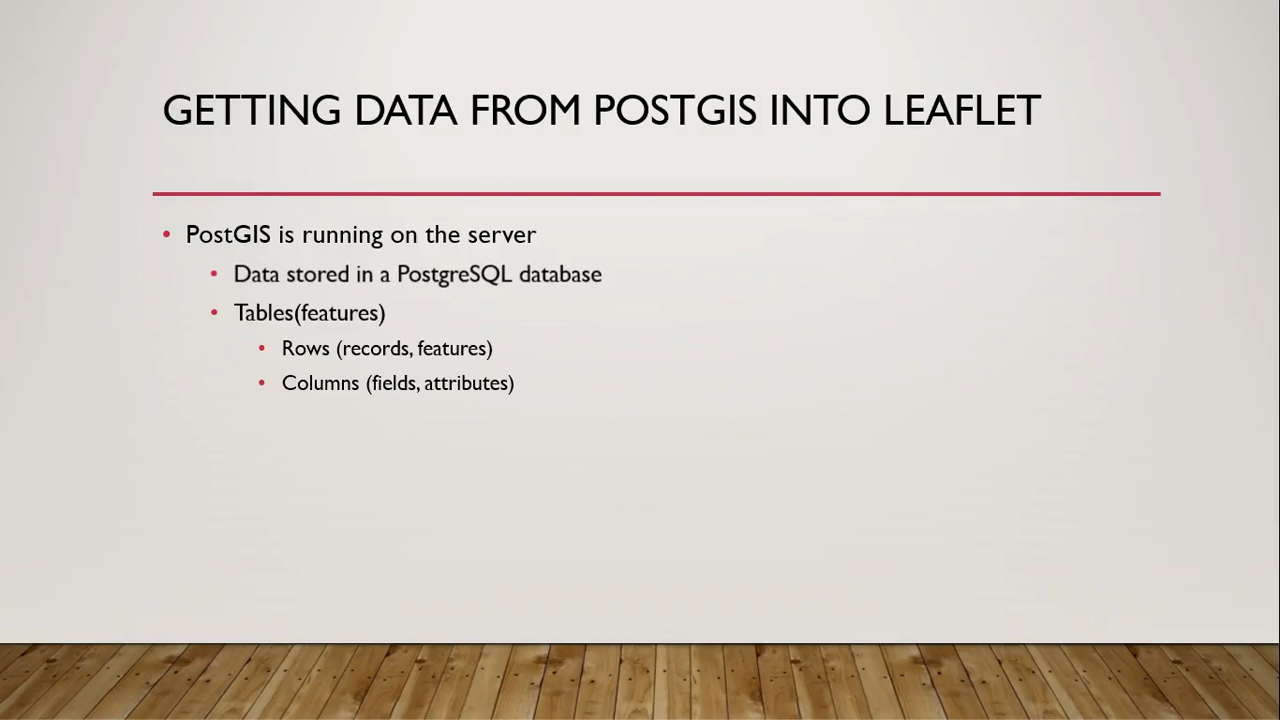 GETTING DATA FROM POSTGIS INTO LEAFLET
• PostGIS is running on the server
• Data stored in a PostgreSQL database
• Tables(features)
• Rows (records, features)
• Columns (fields, attributes)